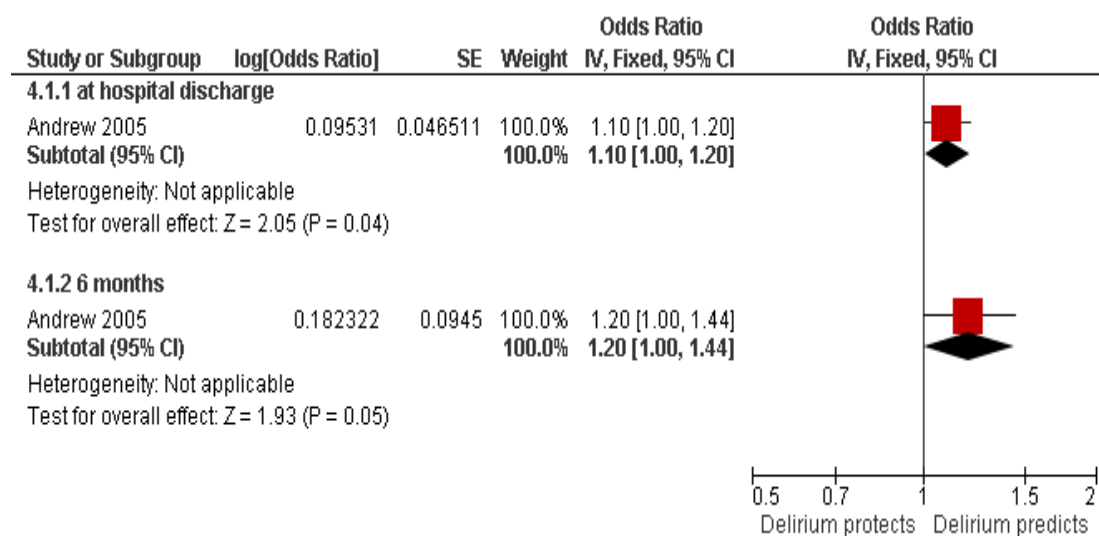 Odds Ratio Odds Ratio
Study or Subgroup log[Odds Ratio] SE Weight IV, Fixed, 95% CI IV, Fixed, 95% CI
4.1.1 at hospital discharge
Andrew 2005 0.09531 0.046511 100.0% 1.10 [1.00, 1.20]
Subtotal (95% CI) 100.0% 1.10 [1.00, 1.20]
Heterogeneity: Not applicable
Test for overall effect: Z = 2.05 (P = 0.04)
4.1.2 6 months
Andrew 2005 0.182322 0.0945 100.0% 1.20 [1.00, 1.44]
Subtotal (95% CI) 100.0% 1.20 [1.00, 1.44]
Heterogeneity: Not applicable
Test for overall effect: Z = 1.93 (P = 0.05)
0.5 0.7 1 1.5 2
Delirium protects Delirium predicts